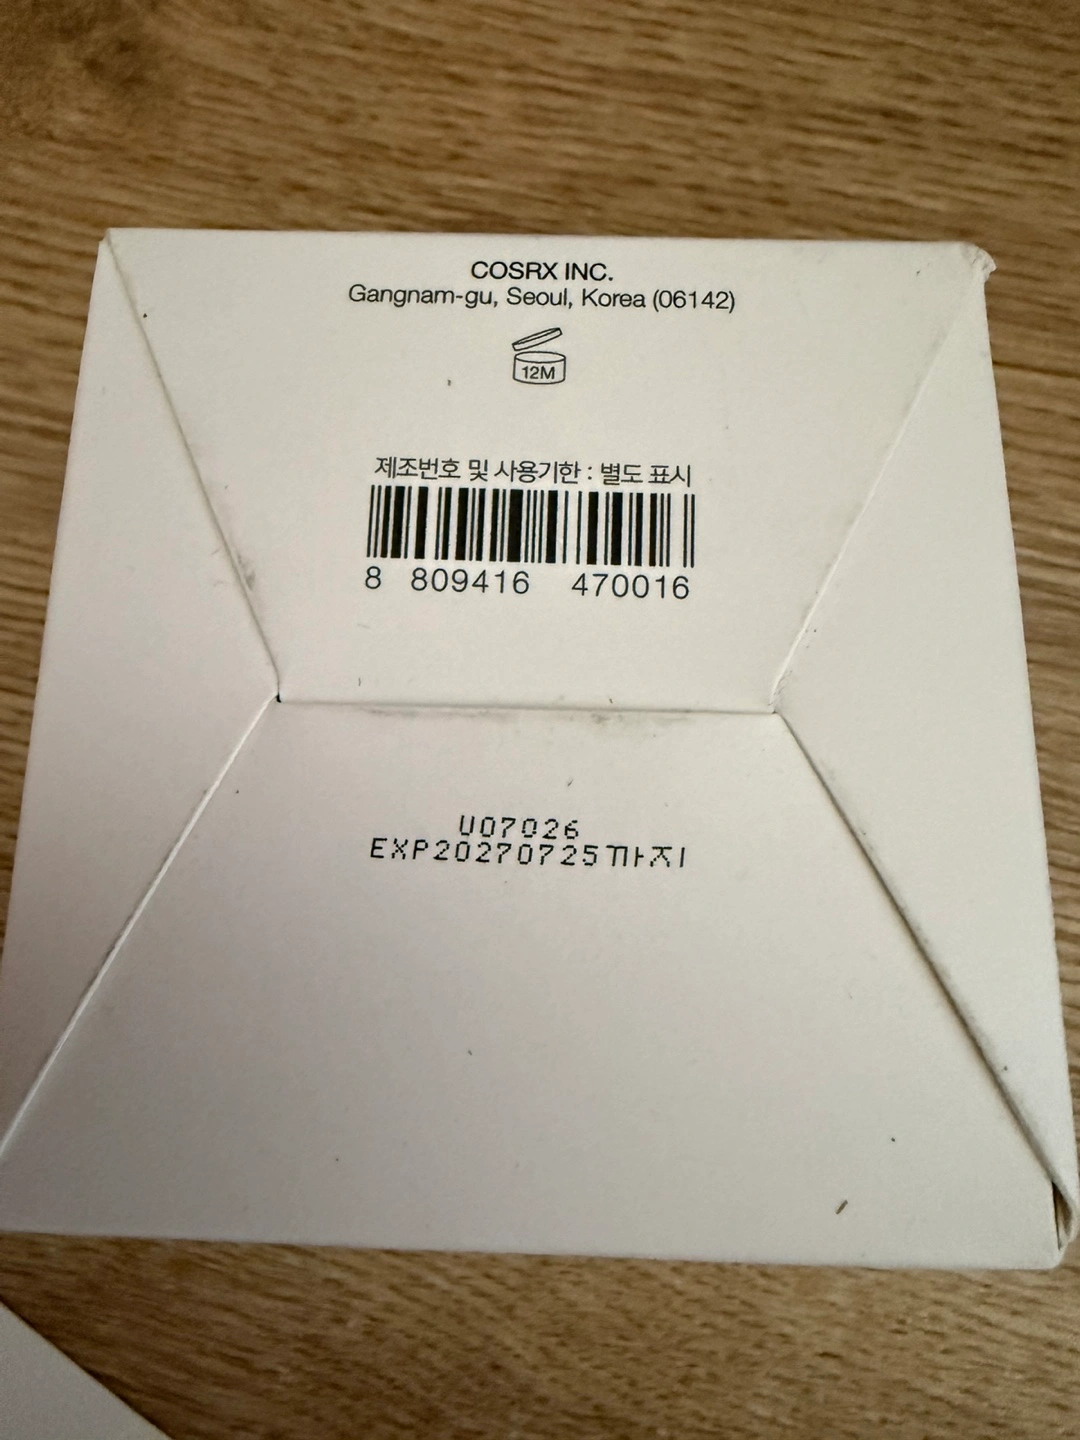 COSRX INC.
Gangnam-gu, Seoul, Korea (06142)
12M
제조번호 및 사용기한 : 별도 표시
8 809416 470016
U07026
EXP20270725까지